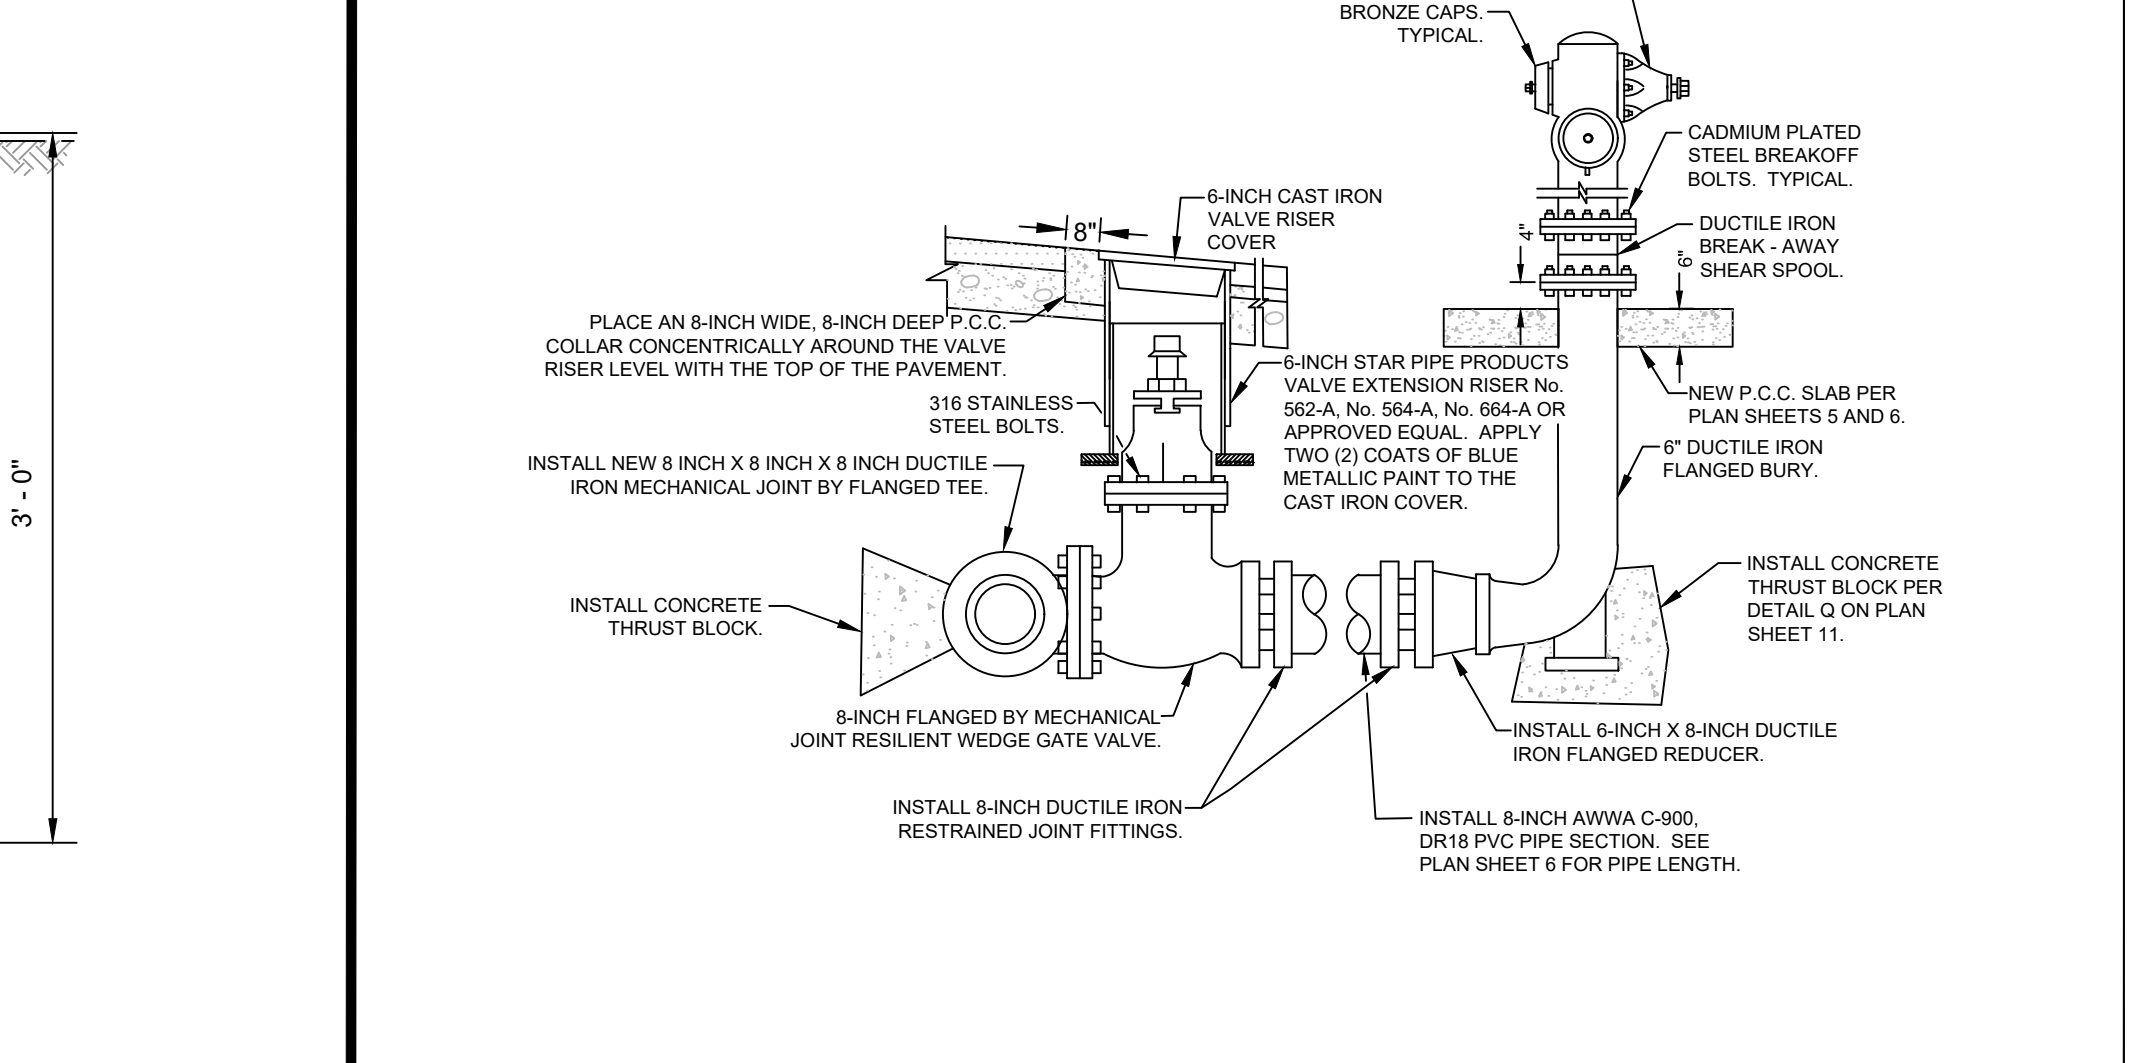 3' - 0"
BRONZE CAPS.
TYPICAL.
CADMIUM PLATED
STEEL BREAKOFF
BOLTS. TYPICAL.
6-INCH CAST IRON
VALVE RISER
COVER
8"
4"
DUCTILE IRON
BREAK - AWAY
SHEAR SPOOL.
6"
PLACE AN 8-INCH WIDE, 8-INCH DEEP P.C.C.
COLLAR CONCENTRICALLY AROUND THE VALVE
RISER LEVEL WITH THE TOP OF THE PAVEMENT.
6-INCH STAR PIPE PRODUCTS
VALVE EXTENSION RISER No.
562-A, No. 564-A, No. 664-A OR
APPROVED EQUAL. APPLY
TWO (2) COATS OF BLUE
METALLIC PAINT TO THE
CAST IRON COVER.
NEW P.C.C. SLAB PER
PLAN SHEETS 5 AND 6.
316 STAINLESS
STEEL BOLTS.
6" DUCTILE IRON
FLANGED BURY.
INSTALL NEW 8 INCH X 8 INCH X 8 INCH DUCTILE
IRON MECHANICAL JOINT BY FLANGED TEE.
INSTALL CONCRETE
THRUST BLOCK PER
DETAIL Q ON PLAN
SHEET 11.
INSTALL CONCRETE
THRUST BLOCK.
8-INCH FLANGED BY MECHANICAL
JOINT RESILIENT WEDGE GATE VALVE.
INSTALL 6-INCH X 8-INCH DUCTILE
IRON FLANGED REDUCER.
INSTALL 8-INCH DUCTILE IRON
RESTRAINED JOINT FITTINGS.
INSTALL 8-INCH AWWA C-900,
DR18 PVC PIPE SECTION. SEE
PLAN SHEET 6 FOR PIPE LENGTH.